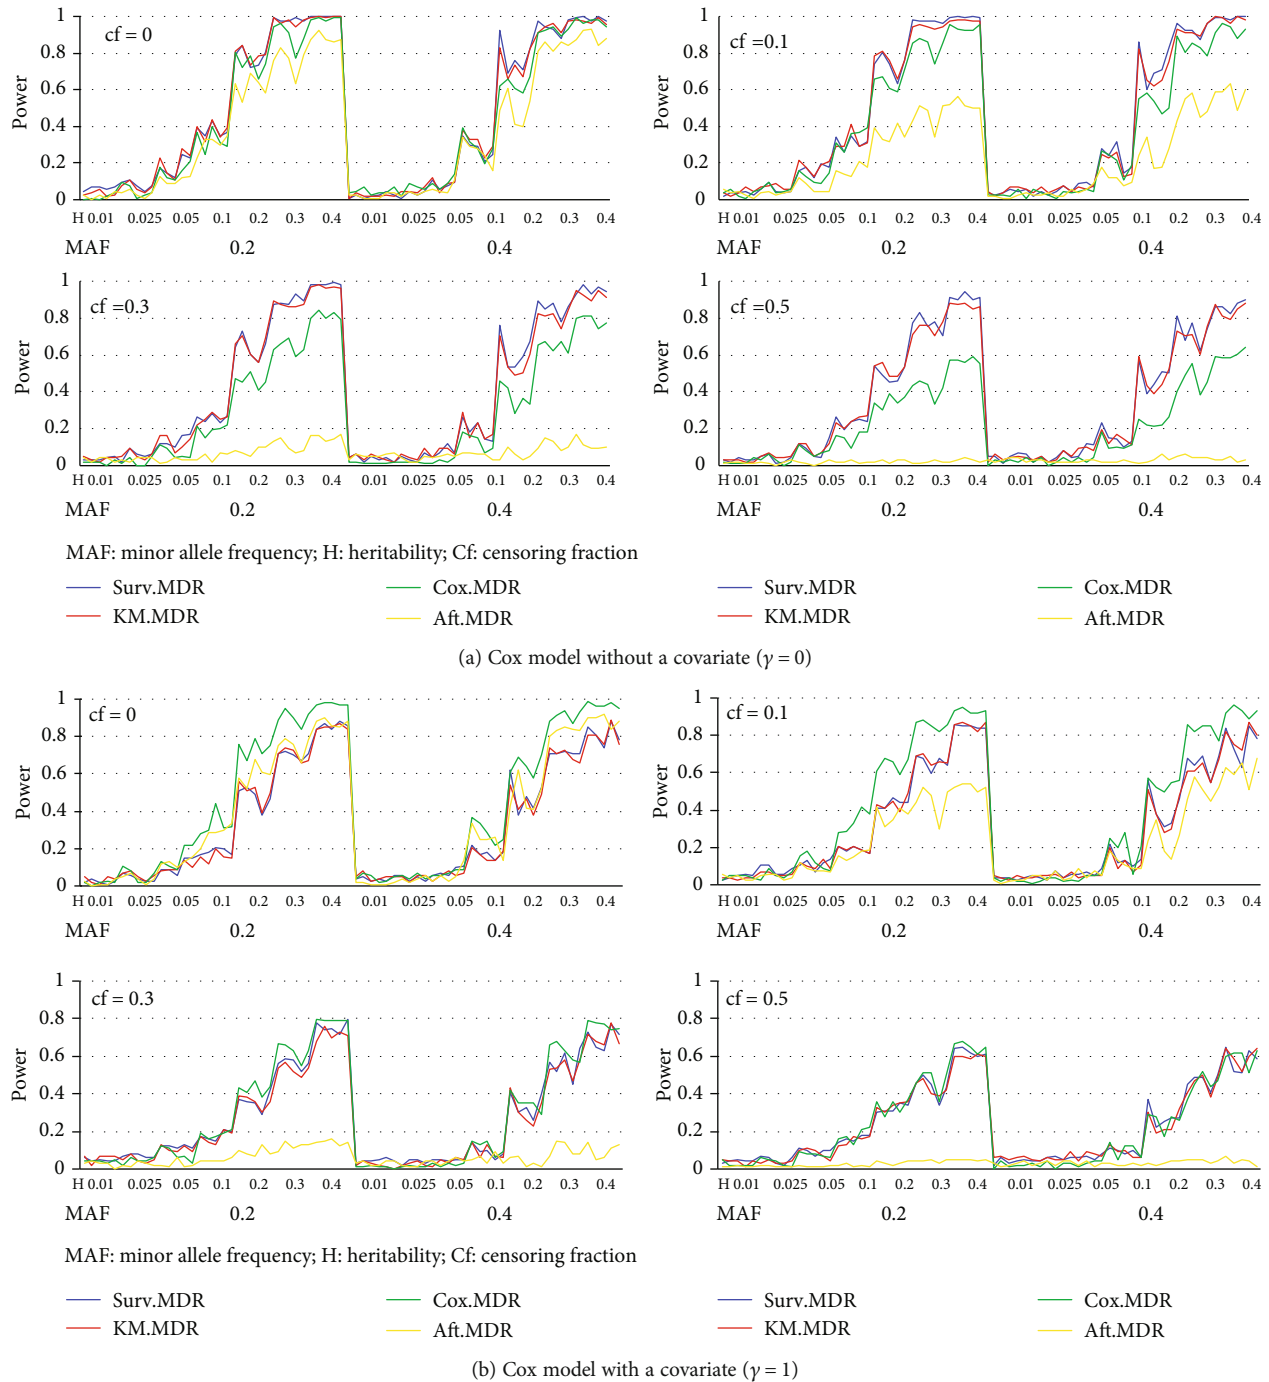 cf = 0
Power
1
0.8
0.6
0.4
0.2
0
H 0.01 0.025 0.05 0.1 0.2 0.3 0.4 0.01 0.025 0.05 0.1 0.2 0.3 0.4
MAF 0.2 0.4
cf =0.1
Power
1
0.8
0.6
0.4
0.2
0
H 0.01 0.025 0.05 0.1 0.2 0.3 0.4 0.01 0.025 0.05 0.1 0.2 0.3 0.4
MAF 0.2 0.4
cf =0.3
Power
1
0.8
0.6
0.4
0.2
0
H 0.01 0.025 0.05 0.1 0.2 0.3 0.4 0.01 0.025 0.05 0.1 0.2 0.3 0.4
MAF 0.2 0.4
cf =0.5
Power
1
0.8
0.6
0.4
0.2
0
H 0.01 0.025 0.05 0.1 0.2 0.3 0.4 0.01 0.025 0.05 0.1 0.2 0.3 0.4
MAF 0.2 0.4
MAF: minor allele frequency; H: heritability; Cf: censoring fraction
Surv.MDR Cox.MDR Surv.MDR Cox.MDR
KM.MDR Aft.MDR KM.MDR Aft.MDR
(a) Cox model without a covariate (γ = 0)
cf = 0
Power
1
0.8
0.6
0.4
0.2
0
H 0.01 0.025 0.05 0.1 0.2 0.3 0.4 0.01 0.025 0.05 0.1 0.2 0.3 0.4
MAF 0.2 0.4
cf = 0.1
Power
1
0.8
0.6
0.4
0.2
0
H 0.01 0.025 0.05 0.1 0.2 0.3 0.4 0.01 0.025 0.05 0.1 0.2 0.3 0.4
MAF 0.2 0.4
cf = 0.3
Power
1
0.8
0.6
0.4
0.2
0
H 0.01 0.025 0.05 0.1 0.2 0.3 0.4 0.01 0.025 0.05 0.1 0.2 0.3 0.4
MAF 0.2 0.4
cf = 0.5
Power
1
0.8
0.6
0.4
0.2
0
H 0.01 0.025 0.05 0.1 0.2 0.3 0.4 0.01 0.025 0.05 0.1 0.2 0.3 0.4
MAF 0.2 0.4
MAF: minor allele frequency; H: heritability; Cf: censoring fraction
Surv.MDR Cox.MDR Surv.MDR Cox.MDR
KM.MDR Aft.MDR KM.MDR Aft.MDR
(b) Cox model with a covariate (γ = 1)